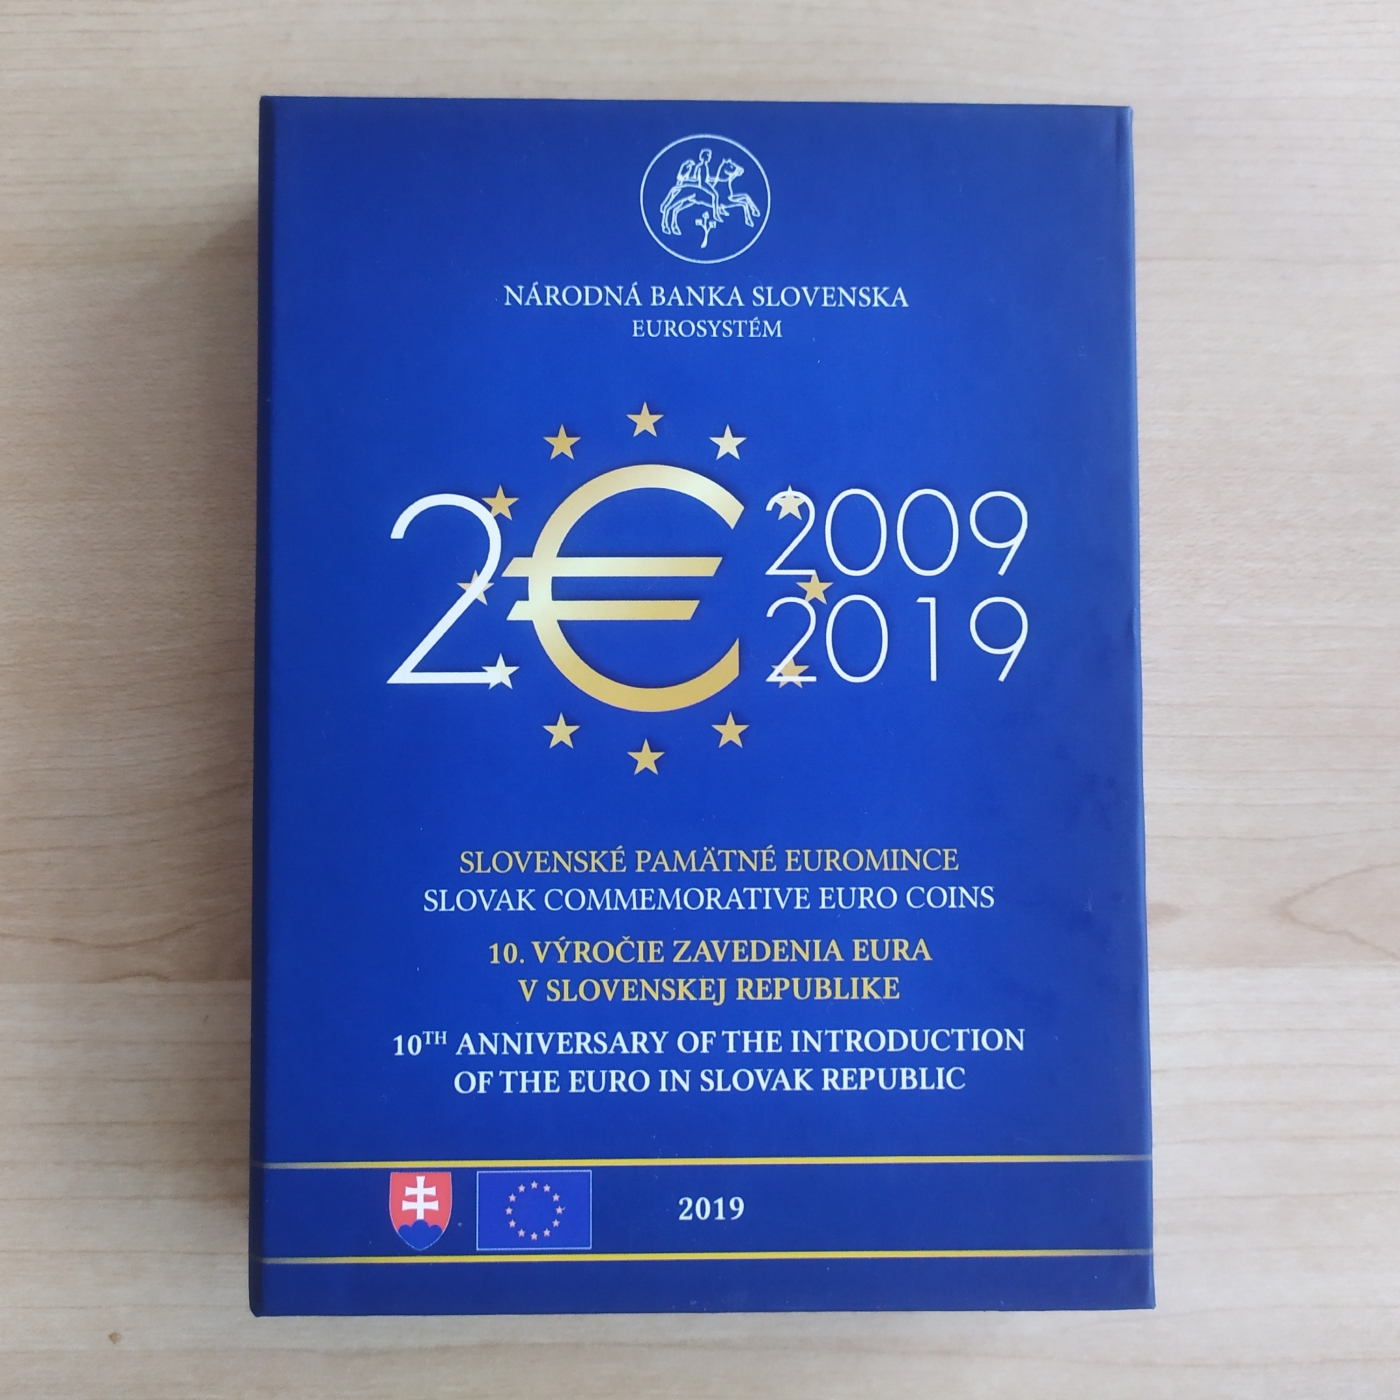 NÁRODNÁ BANKA SLOVENSKA
EUROSYSTÉM
2€ 2009
2019
SLOVENSKÉ PAMÄTNÉ EUROMINCE
SLOVAK COMMEMORATIVE EURO COINS
10. VÝROČIE ZAVEDENIA EURA
V SLOVENSKEJ REPUBLIKE
10TH ANNIVERSARY OF THE INTRODUCTION
OF THE EURO IN SLOVAK REPUBLIC
2019